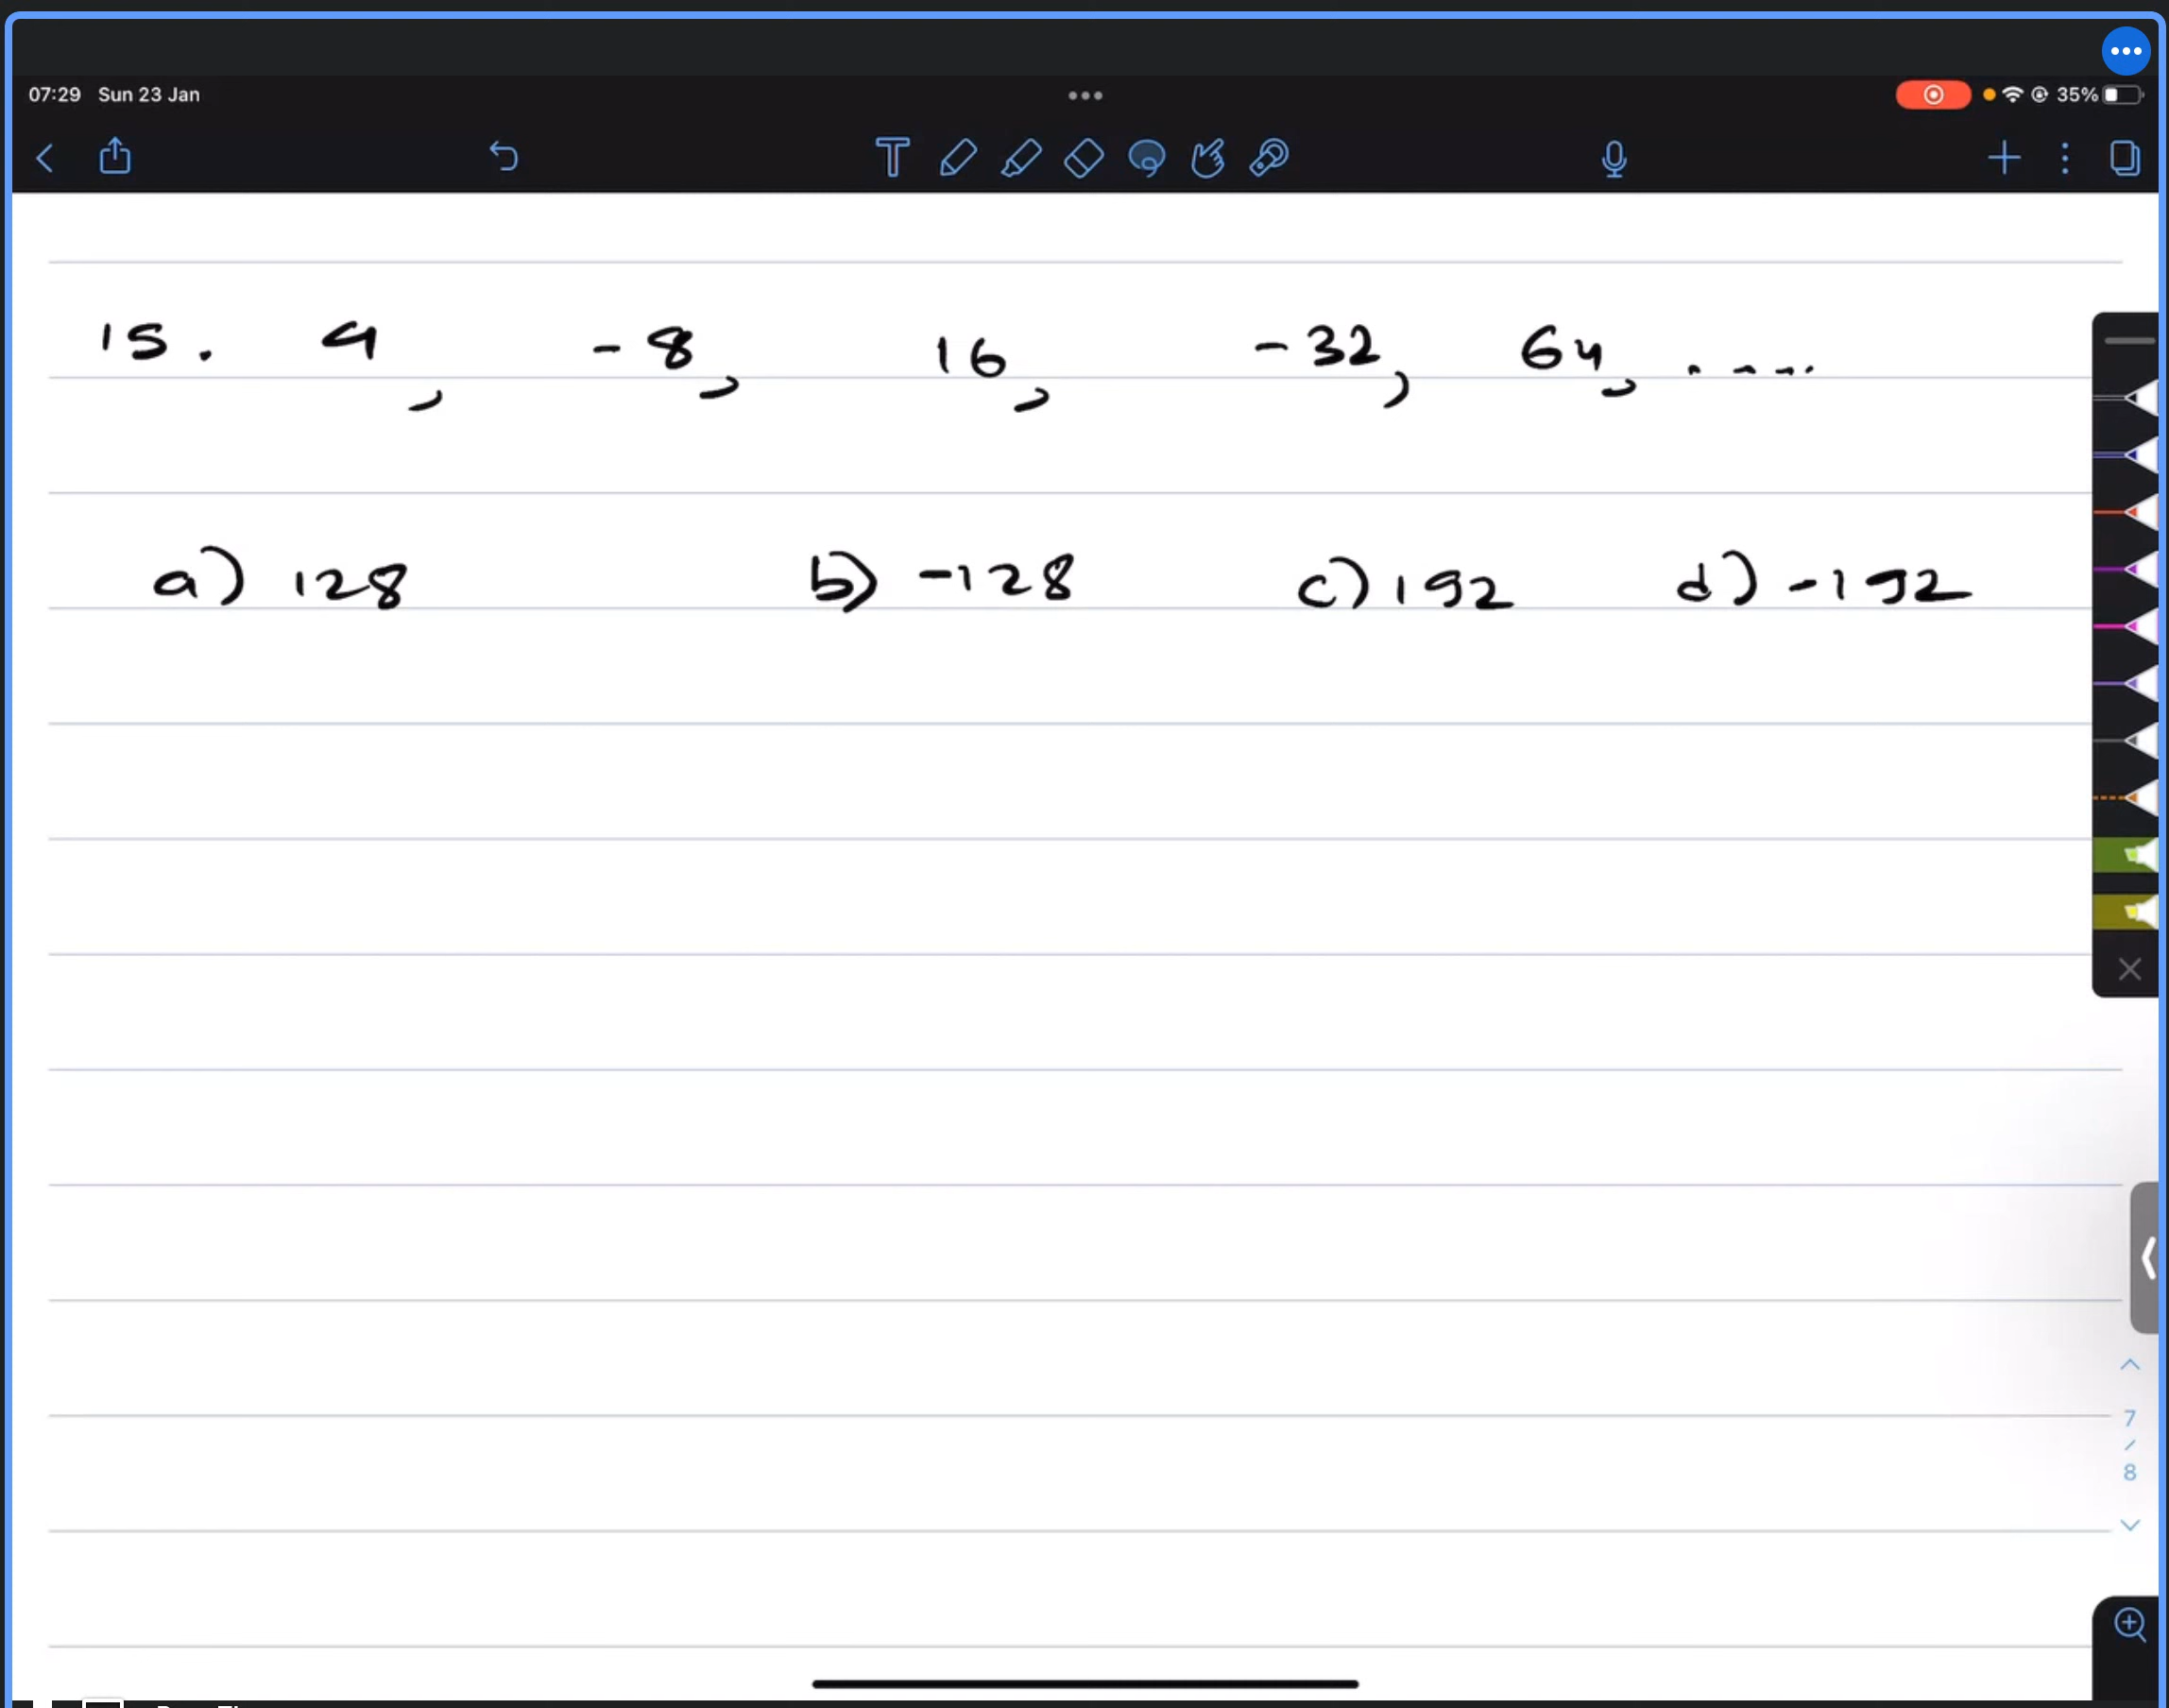 07:29 Sun 23 Jan
35%
T
15. 4, -8, 16, -32, 64, .....
a) 128 b) -128 c) 192 d) -192
7
/
8